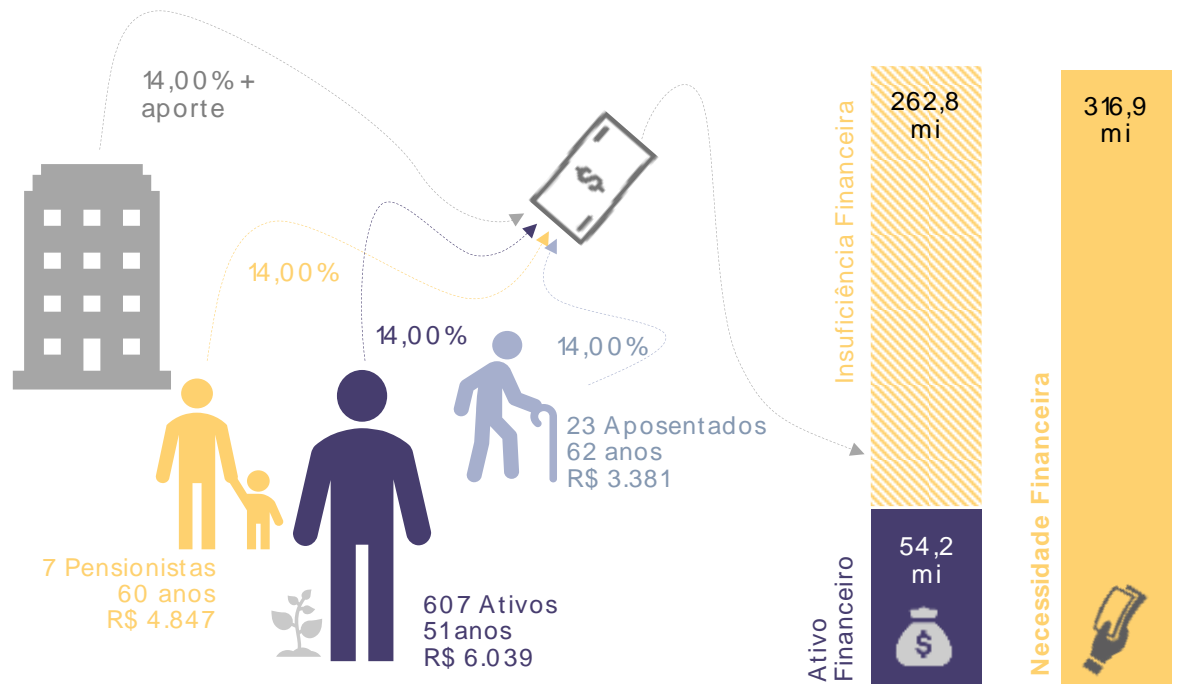 14,00% +
aporte
14,00%
14,00%
14,00%
23 Aposentados
62 anos
R$ 3.381
7 Pensionistas
60 anos
R$ 4.847
607 Ativos
51 anos
R$ 6.039
Insuficiência Financeira
262,8
mi
Ativo
Financeiro
54,2
mi
$
$
Necessidade Financeira
316,9
mi